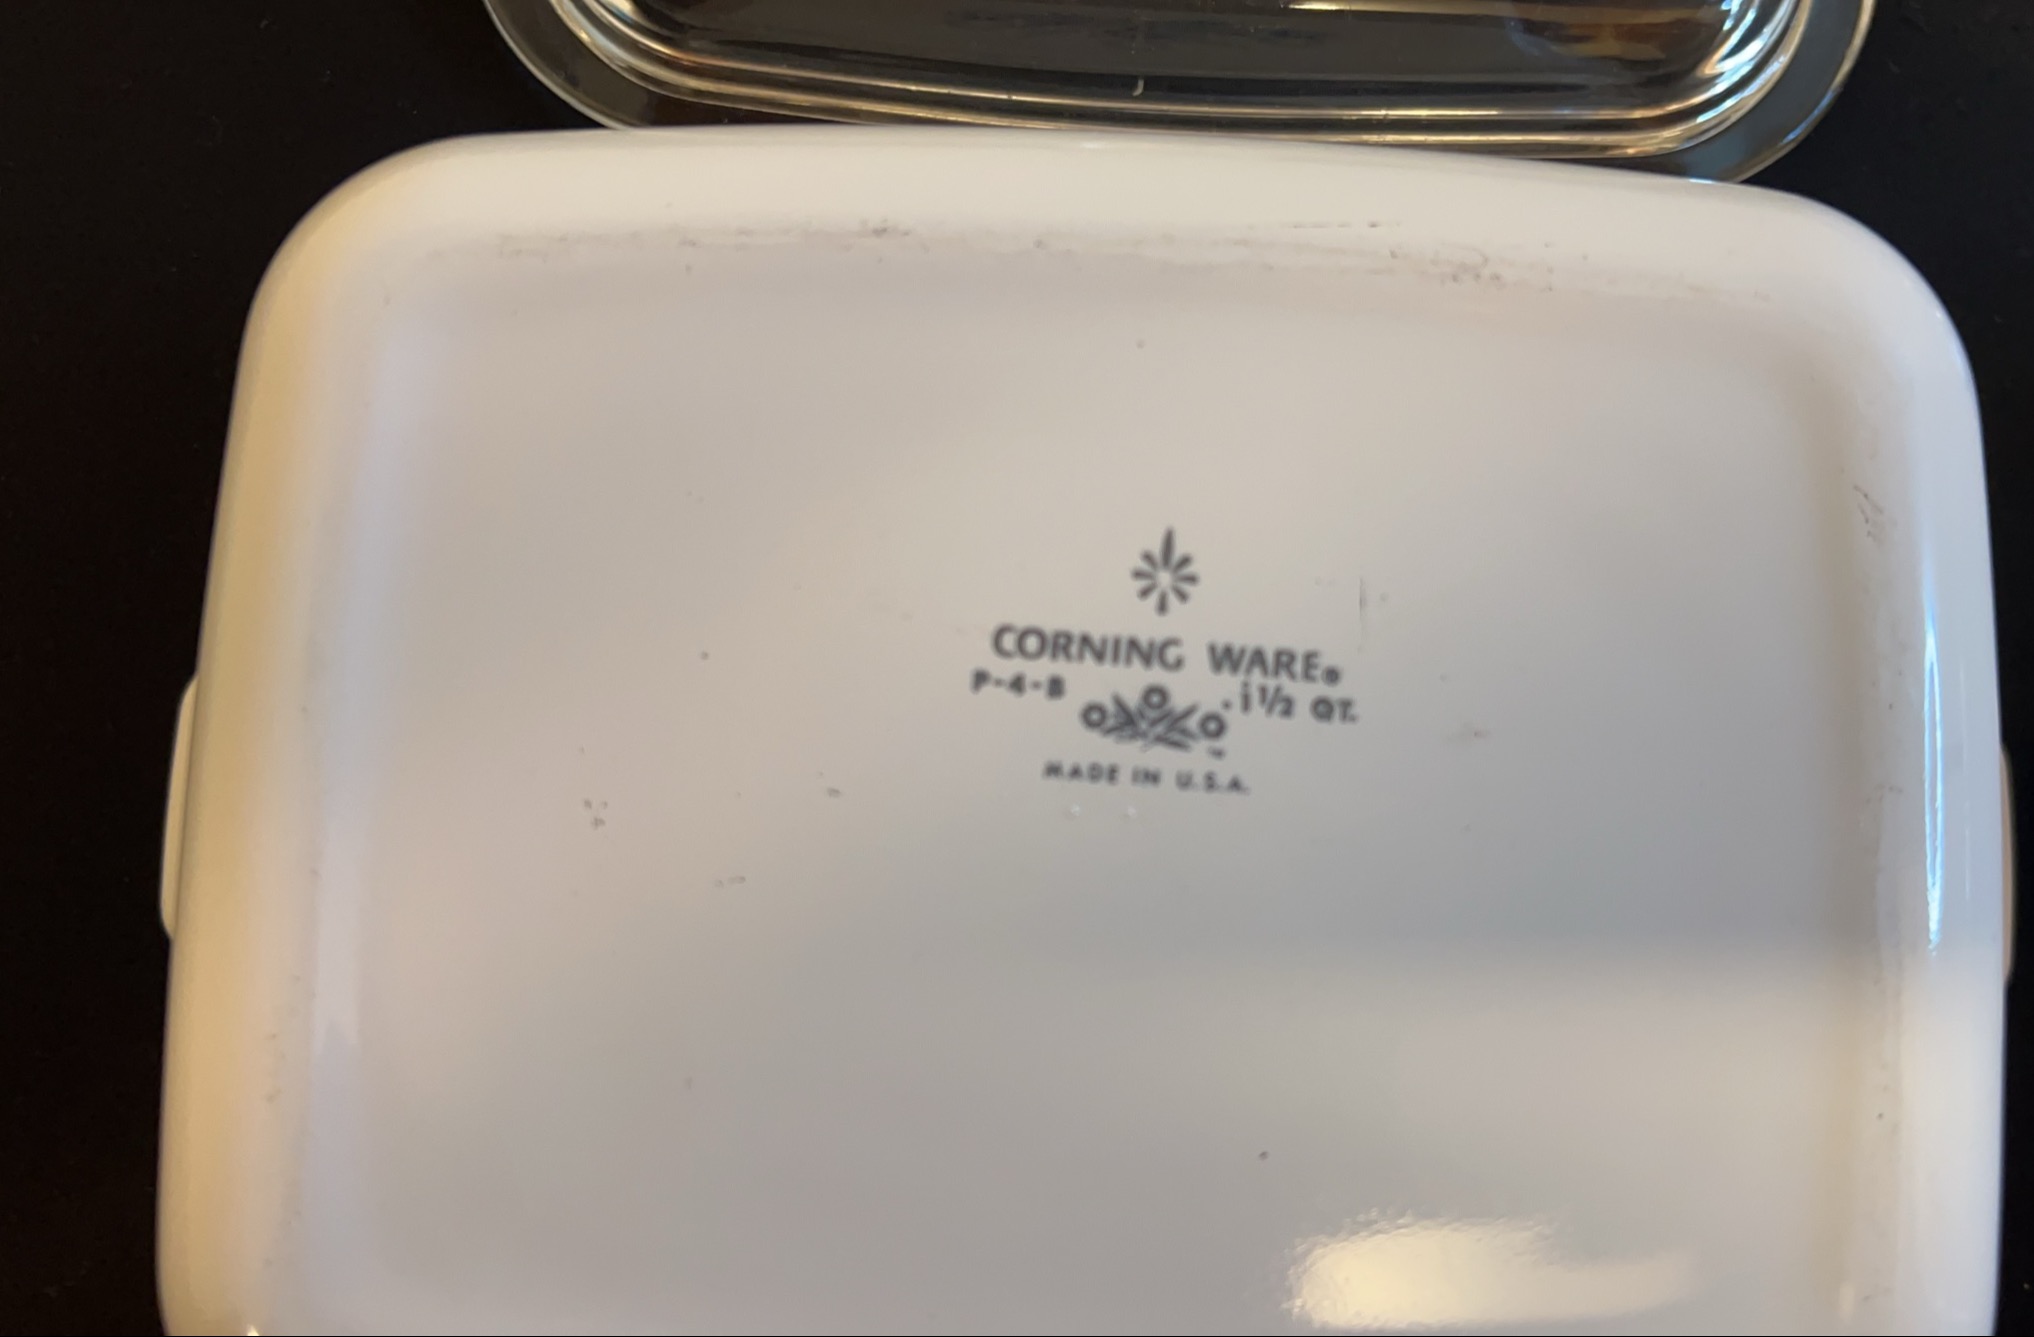 CORNING WARE®
P-4-B 1½ QT.
MADE IN U.S.A.